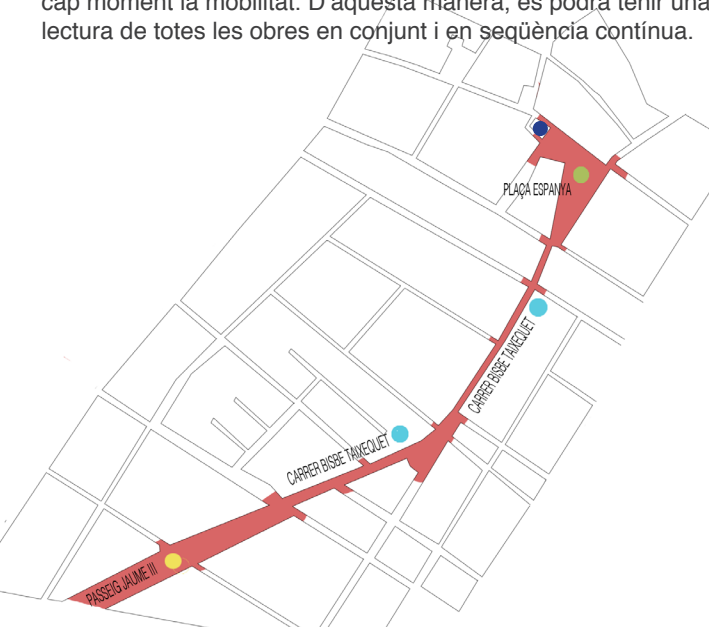 cap moment la mobilitat. D'aquesta manera, es podrà tenir una
lectura de totes les obres en conjunt i en seqüència contínua.
PLAÇA ESPANYA
CARRER BISBE TAIXEQUET
CARRER BISBE TAIXEQUET
PASSEIG JAUME III